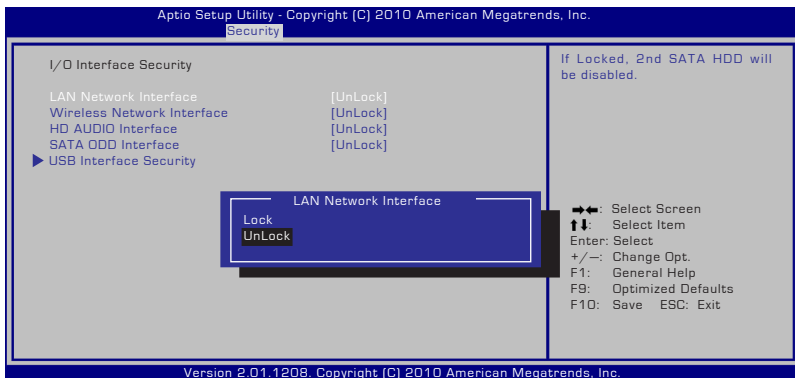 Aptio Setup Utility - Copyright (C) 2010 American Megatrends, Inc.
Security
I/O Interface Security
LAN Network Interface [UnLock]
Wireless Network Interface [UnLock]
HD AUDIO Interface [UnLock]
SATA ODD Interface [UnLock]
USB Interface Security
If Locked, 2nd SATA HDD will
be disabled.
LAN Network Interface
Lock
UnLock
→←: Select Screen
↑↓: Select Item
Enter: Select
+/—: Change Opt.
F1: General Help
F9: Optimized Defaults
F10: Save ESC: Exit
Version 2.01.1208. Copyright (C) 2010 American Megatrends, Inc.